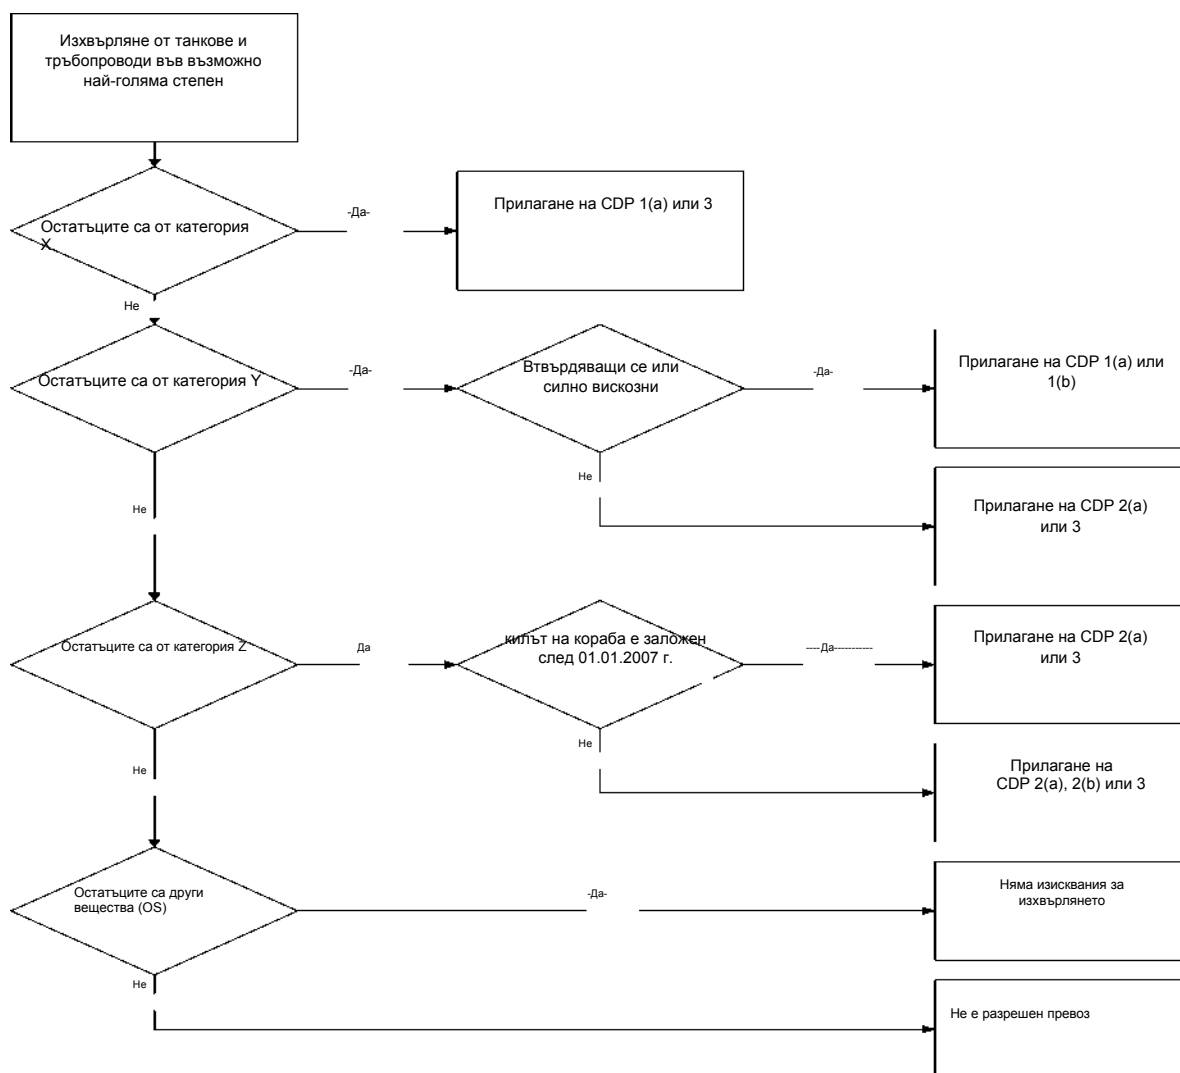 Изхвърляне от танкове и
тръбопроводи във възможно
най-голяма степен
Остатъците са от категория
X
-Да-
Прилагане на CDP 1(a) или 3
Не
Остатъците са от категория Y
-Да-
Втвърдяващи се или
силно вискозни
-Да-
Прилагане на CDP 1(a) или
1(b)
Не
Прилагане на CDP 2(a)
или 3
Не
Остатъците са от категория Z
Да
килът на кораба е заложен
след 01.01.2007 г.
----Да-----------
Прилагане на CDP 2(a)
или 3
Не
Прилагане на
CDP 2(a), 2(b) или 3
Не
Остатъците са други
вещества (OS)
-Да-
Няма изисквания за
изхвърлянето
Не
Не е разрешен превоз